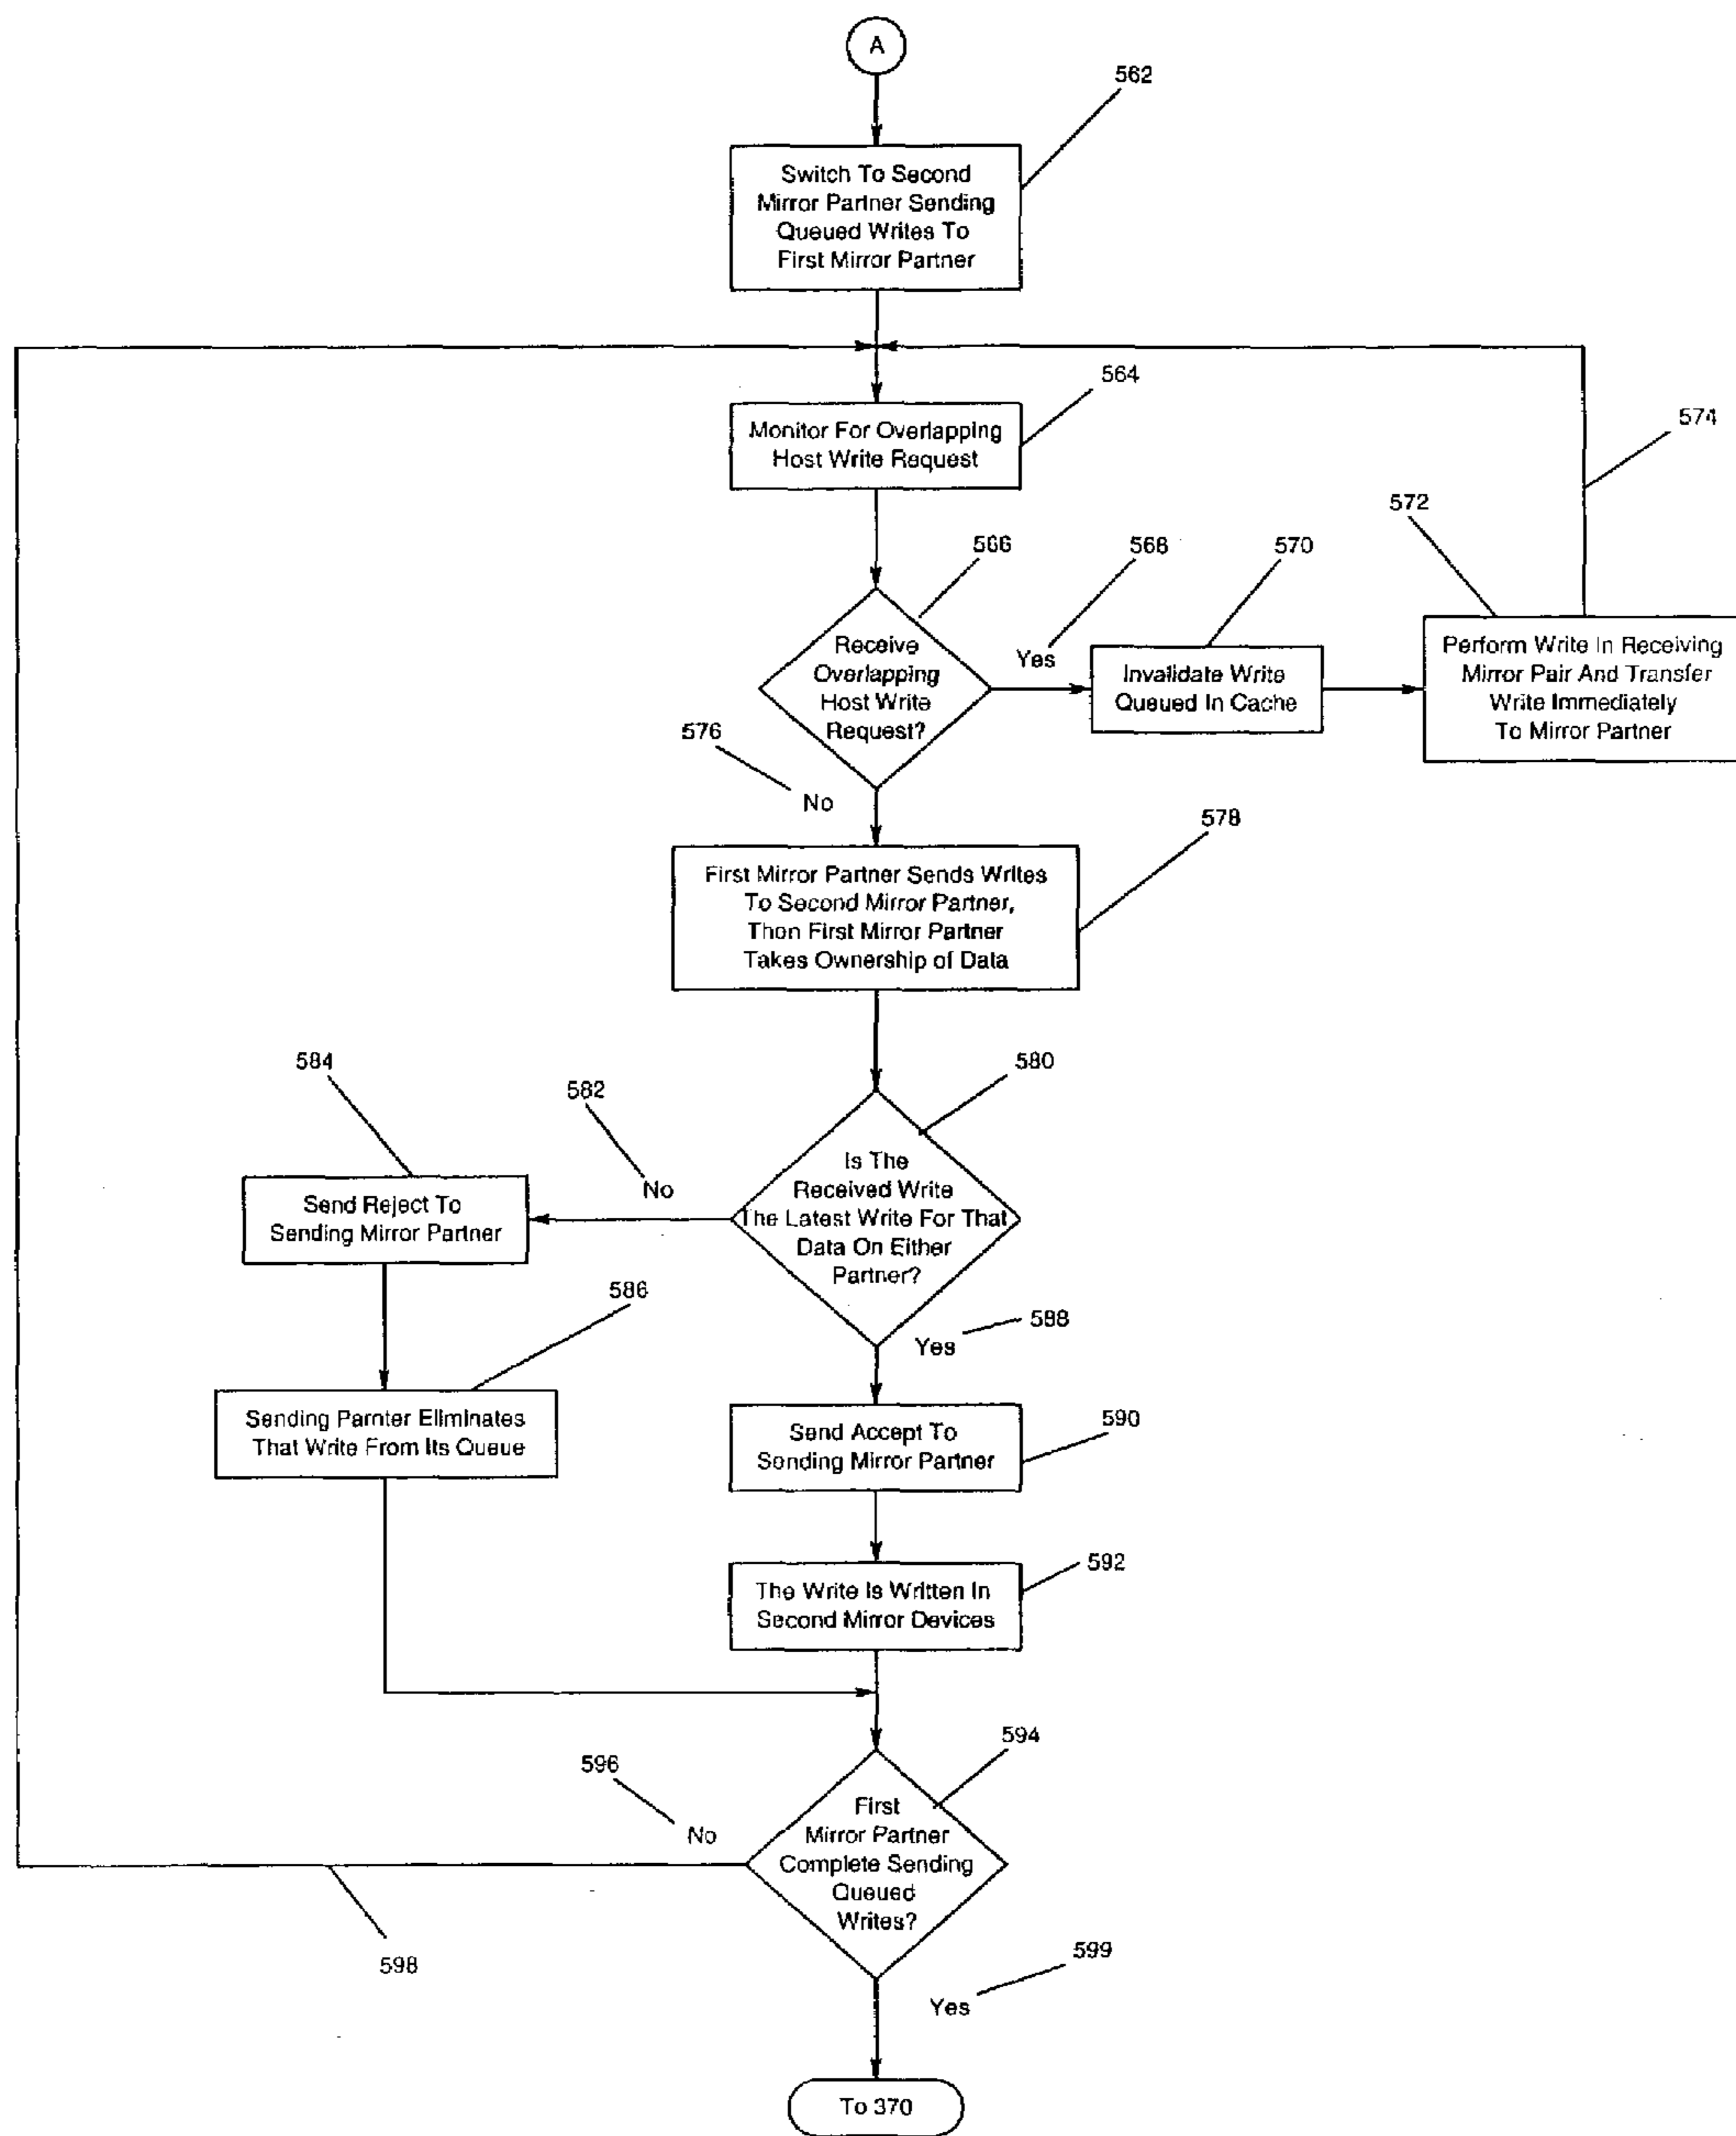 A
562
Switch To Second
Mirror Partner Sending
Queued Writes To
First Mirror Partner
564
Monitor For Overlapping
Host Write Request
574
572
566
568
570
Receive
Overlapping
Host Write
Request?
Yes
Invalidate Write
Queued In Cache
Perform Write In Receiving
Mirror Pair And Transfer
Write Immediately
To Mirror Partner
576
No
578
First Mirror Partner Sends Writes
To Second Mirror Partner,
Then First Mirror Partner
Takes Ownership of Data
584
582
580
Is The
Received Write
The Latest Write For That
Data On Either
Partner?
No
Send Reject To
Sending Mirror Partner
586
588
Yes
Sending Parnter Eliminates
That Write From Its Queue
590
Send Accept To
Sending Mirror Partner
592
The Write Is Written In
Second Mirror Devices
594
596
No
First
Mirror Partner
Complete Sending
Queued
Writes?
598
599
Yes
To 370